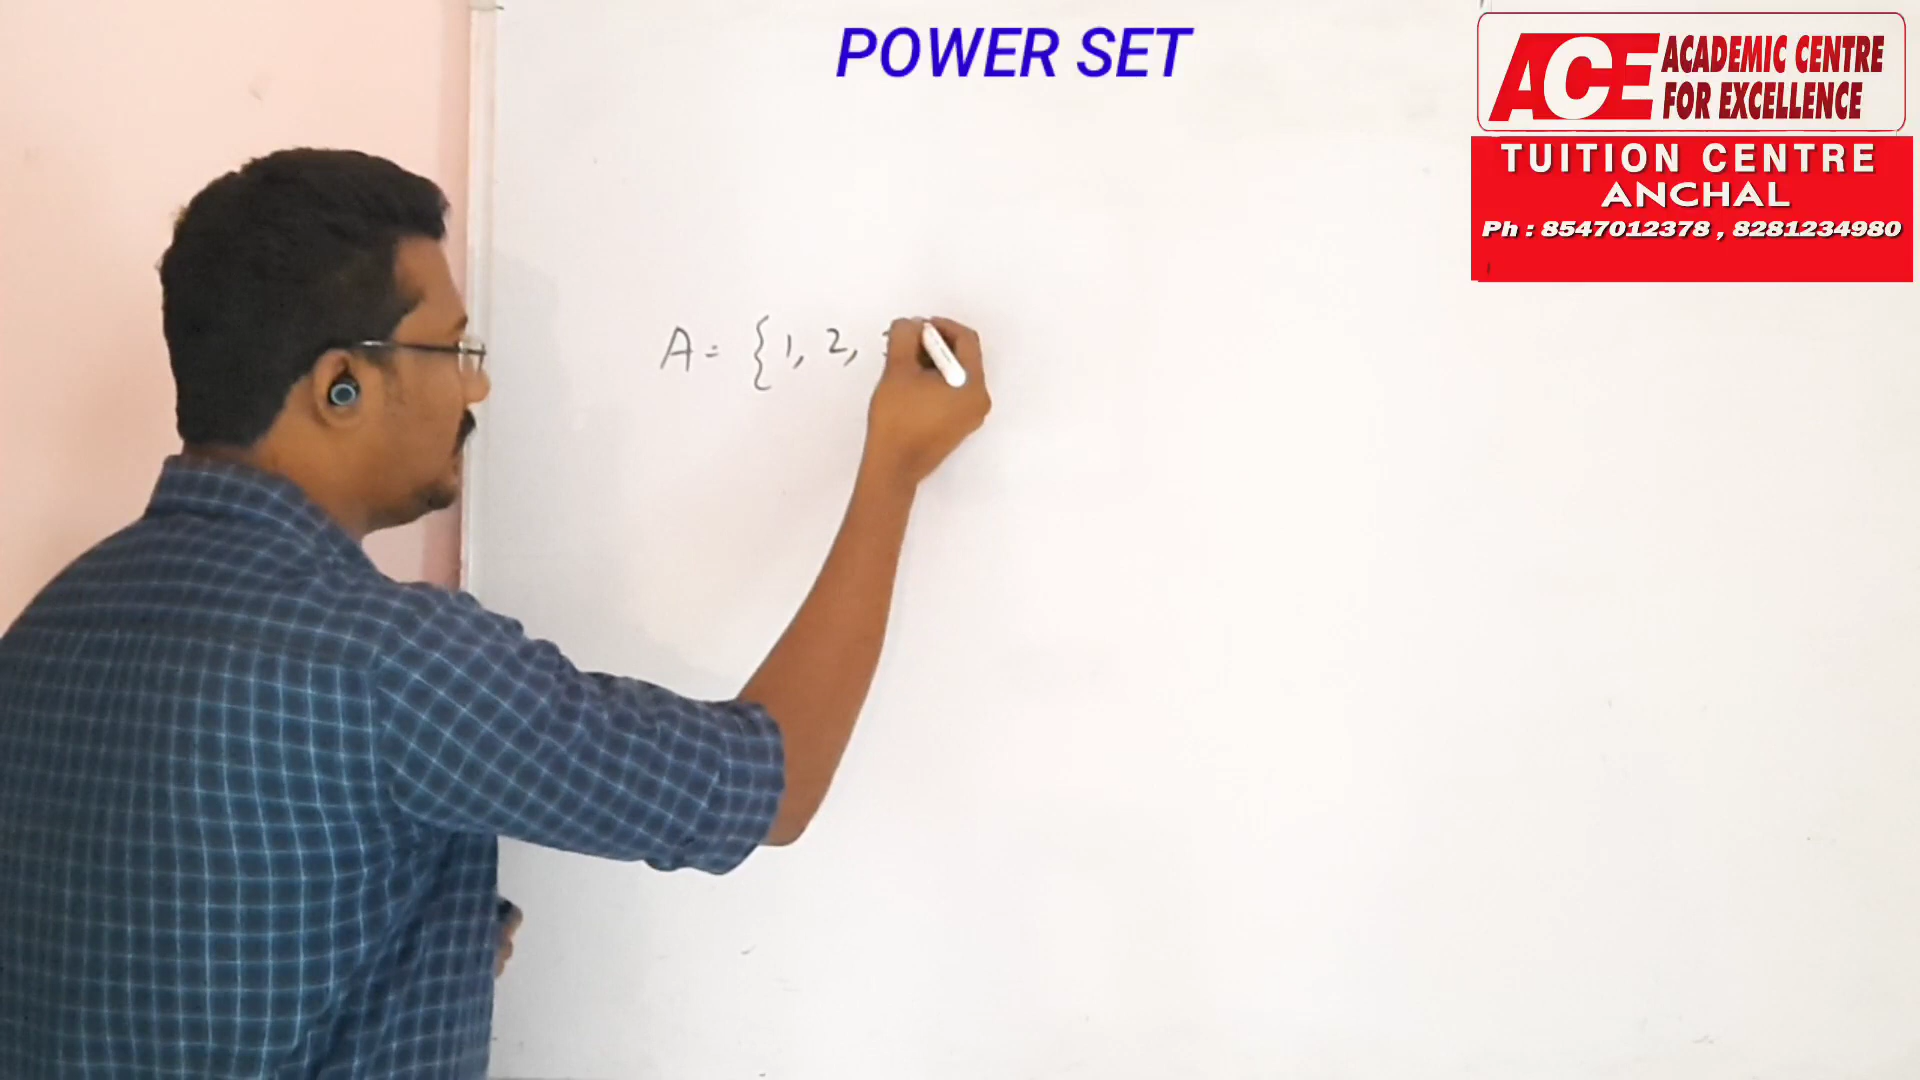 POWER SET
ACE ACADEMIC CENTRE
FOR EXCELLENCE
TUITION CENTRE
ANCHAL
Ph : 8547012378 , 8281234980
A = {1, 2,